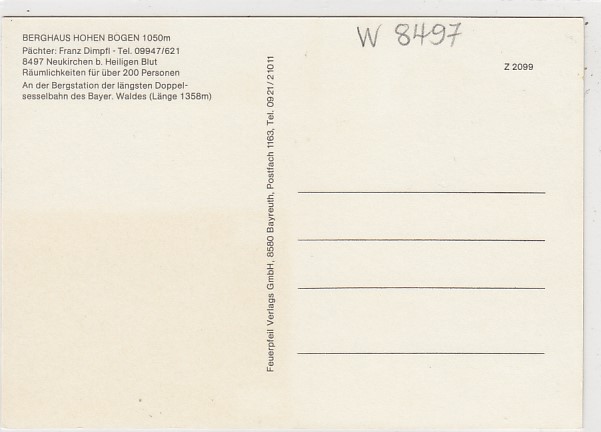 BERGHAUS HOHEN BOGEN 1050m
Pächter: Franz Dimpfl - Tel. 09947/621
8497 Neukirchen b. Heiligen Blut
Räumlichkeiten für über 200 Personen
An der Bergstation der längsten Doppel-
sesselbahn des Bayer. Waldes (Länge 1358m)
Feuerpfeil Verlags GmbH, 8580 Bayreuth, Postfach 1163, Tel. 0921/21011
W 8497
Z 2099